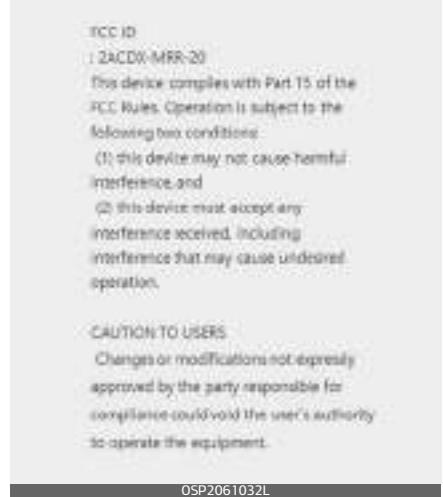 FCC ID
: 2ACDX-MRR-20
This device complies with Part 15 of the
FCC Rules. Operation is subject to the
following two conditions:
(1) this device may not cause harmful
interference, and
(2) this device must accept any
interference received, including
interference that may cause undesired
operation.
CAUTION TO USERS
Changes or modifications not expressly
approved by the party responsible for
compliance could void the user's authority
to operate the equipment.
OSP2061032L